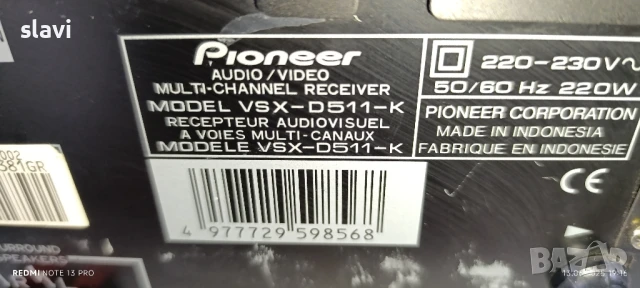 slavi
Pioneer
AUDIO/VIDEO
MULTI-CHANNEL RECEIVER
MODEL VSX-D511-K
RECEPTEUR AUDIOVISUEL
A VOIES MULTI-CANAUX
MODELE VSX-D511-K
220-230V~
50/60 Hz 220W
PIONEER CORPORATION
MADE IN INDONESIA
FABRIQUE EN INDONESIE
CE
581GR
4 977729 598568
SURROUND
SPEAKERS
REDMI NOTE 13 PRO